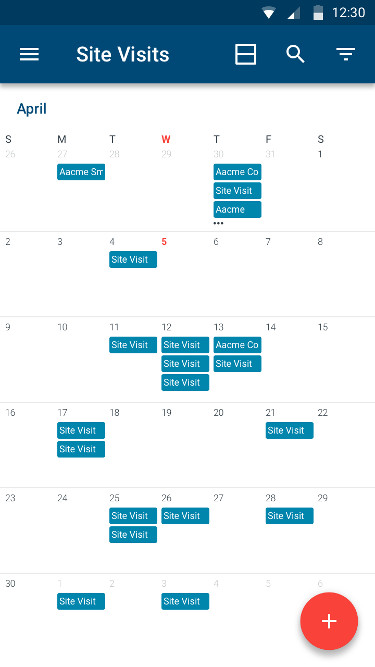 12:30
Site Visits
April
S M T W T F S
26 27 28 29 30 31 1
Aacme Sm Aacme Co
Site Visit
Aacme
•••
2 3 4 5 6 7 8
Site Visit
9 10 11 12 13 14 15
Site Visit Site Visit Aacme Co
Site Visit Site Visit
Site Visit
16 17 18 19 20 21 22
Site Visit Site Visit
Site Visit
23 24 25 26 27 28 29
Site Visit Site Visit Site Visit
Site Visit
30 1 2 3 4 5 6
Site Visit Site Visit